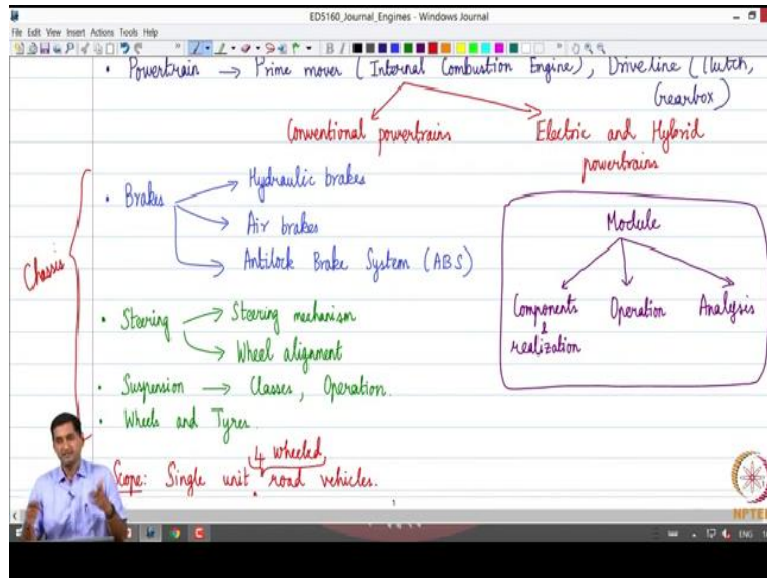 ED5160_Journal_Engines - Windows Journal
File Edit View Insert Actions Tools Help
• Powertrain → Prime mover (Internal Combustion Engine), Driveline (Clutch,
Gearbox)
Conventional powertrains
Electric and Hybrid
powertrains
Chassis
• Brakes → Hydraulic brakes
→ Air brakes
→ Antilock Brake System (ABS)
• Steering → Steering mechanism
→ Wheel alignment
• Suspension → Classes, Operation.
• Wheels and Tyres.
Scope: Single unit 4 wheeled road vehicles.
Module
Components
&
realization
Operation
Analysis
1
NPTEL
ENG